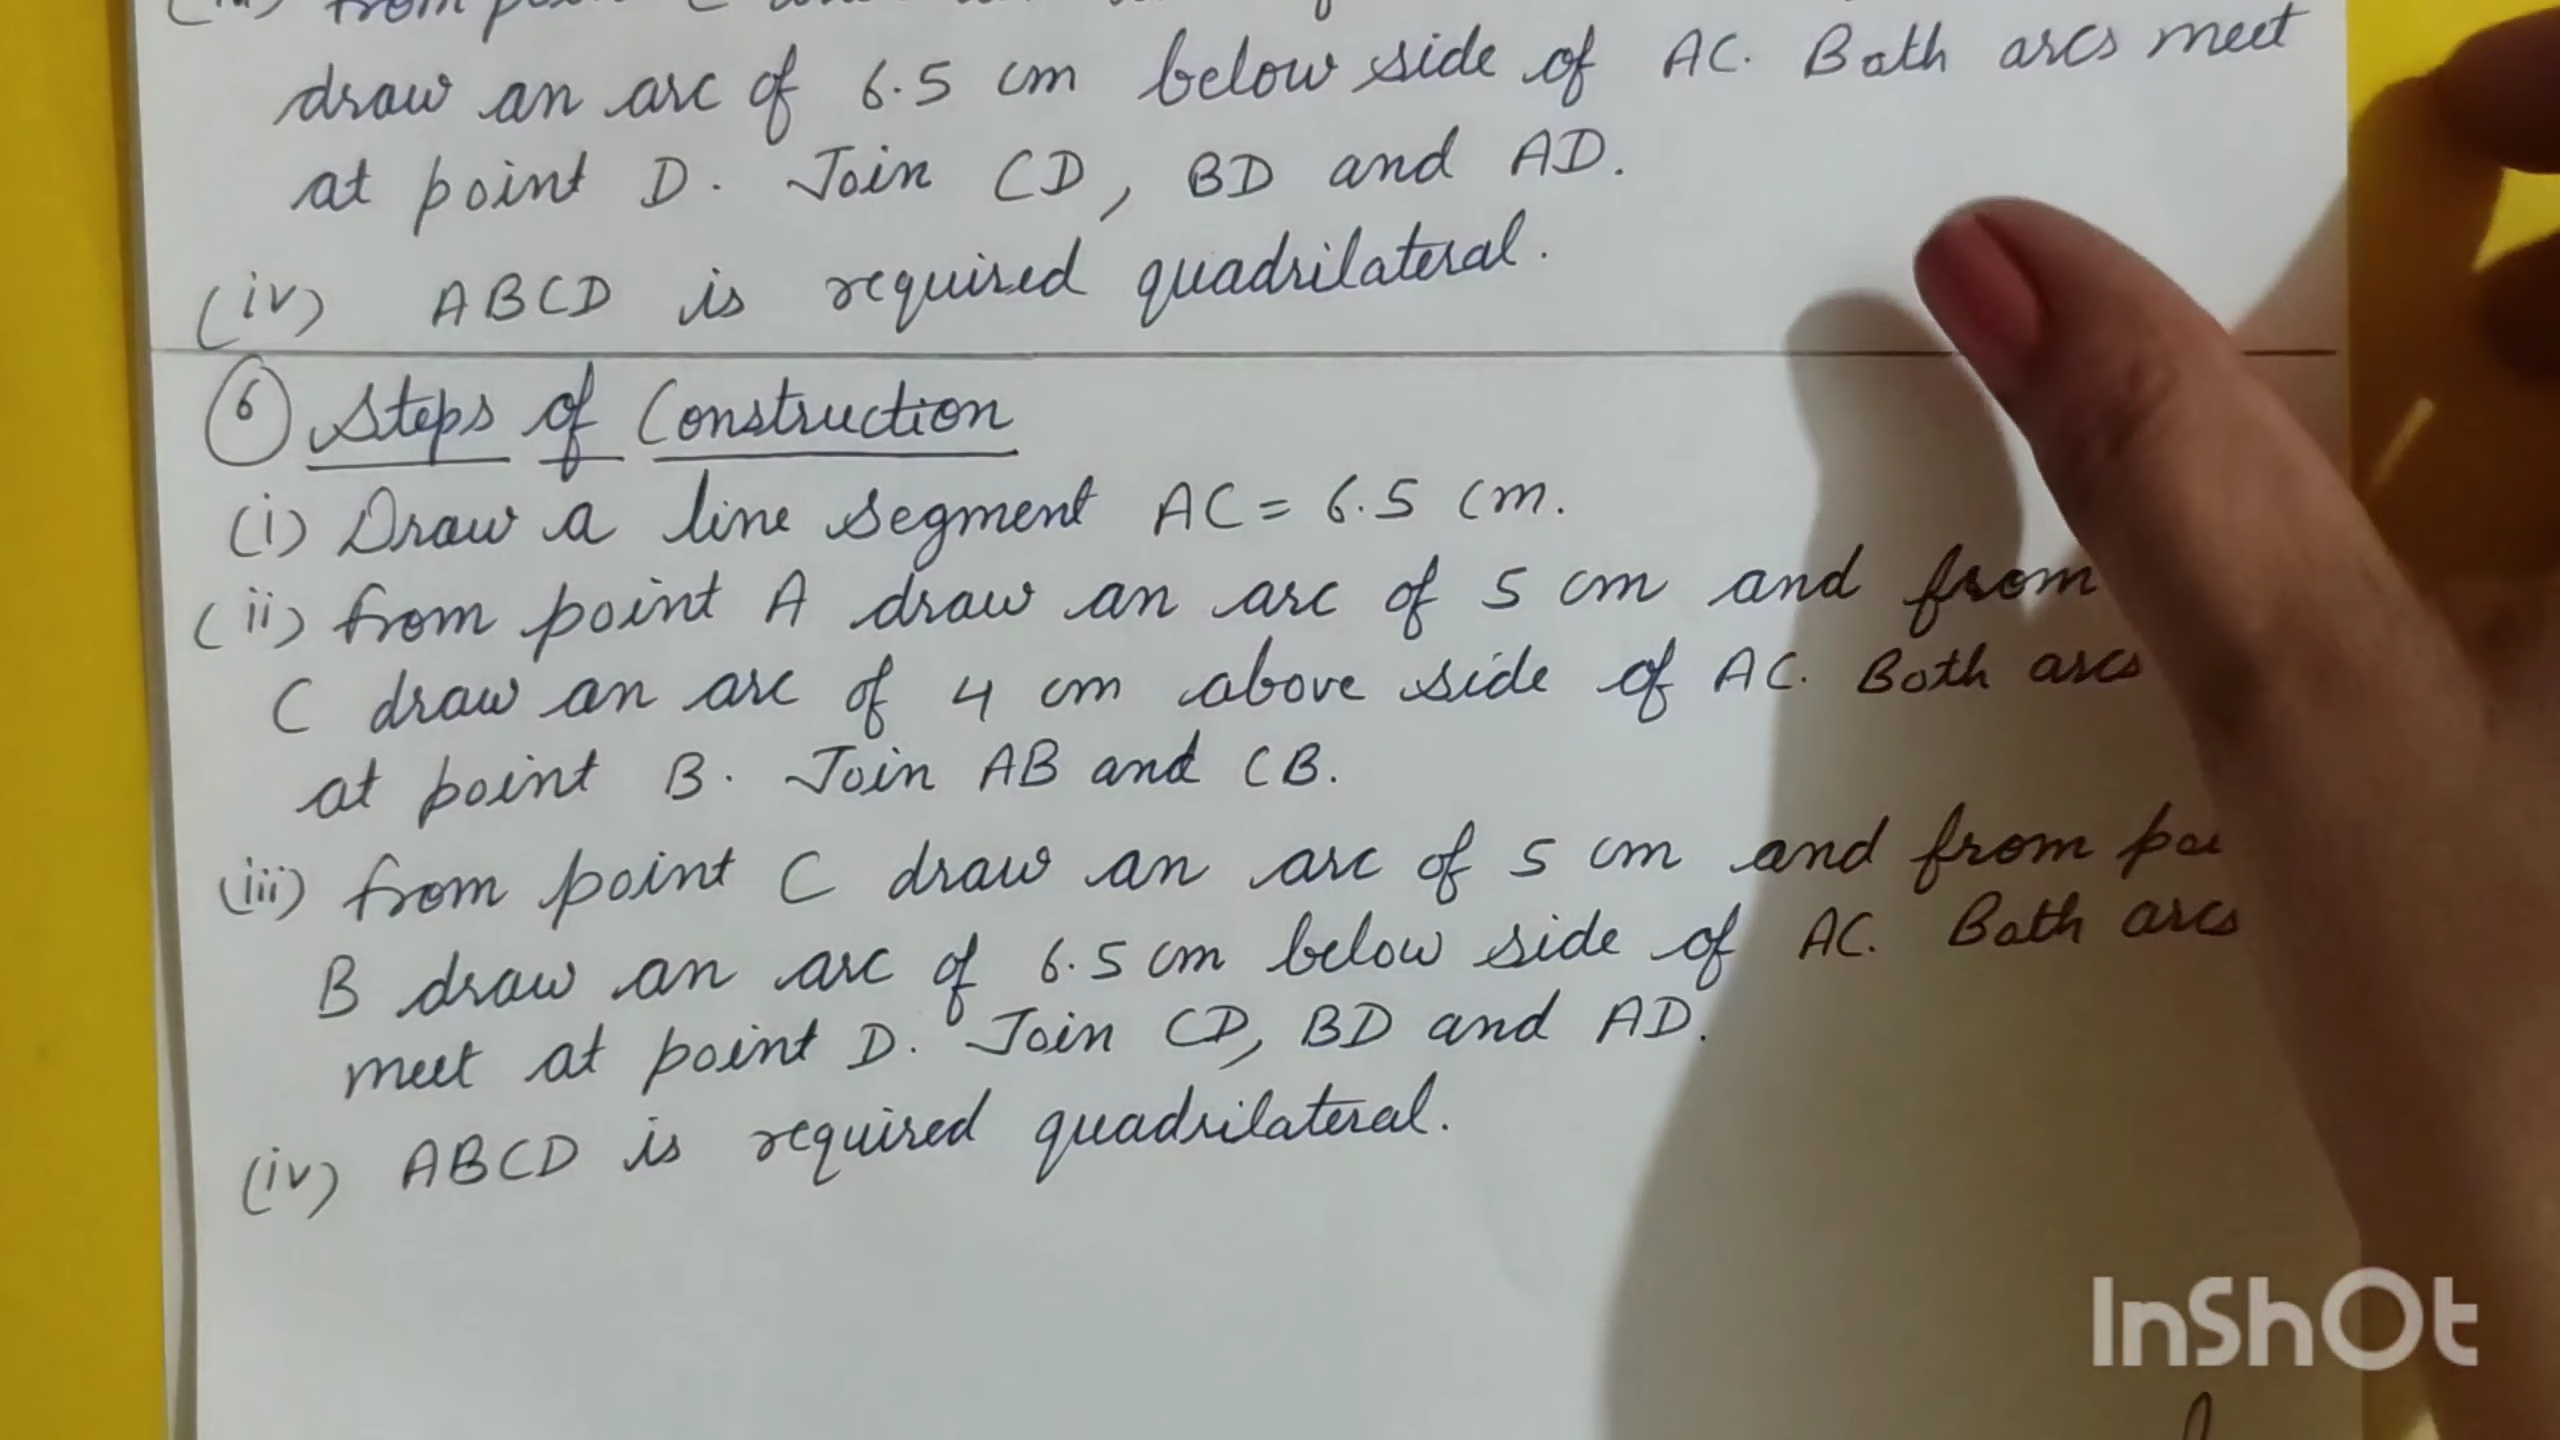 draw an arc of 6.5 cm below side of AC. Both arcs meet
at point D. Join CD, BD and AD.
(iv) ABCD is required quadrilateral.
6 Steps of Construction
(i) Draw a line segment AC = 6.5 cm.
(ii) from point A draw an arc of 5 cm and from
C draw an arc of 4 cm above side of AC. Both arcs
at point B. Join AB and CB.
(iii) from point C draw an arc of 5 cm and from
B draw an arc of 6.5 cm below side of AC. Both arcs
meet at point D. Join CD, BD and AD.
(iv) ABCD is required quadrilateral.
InShOt